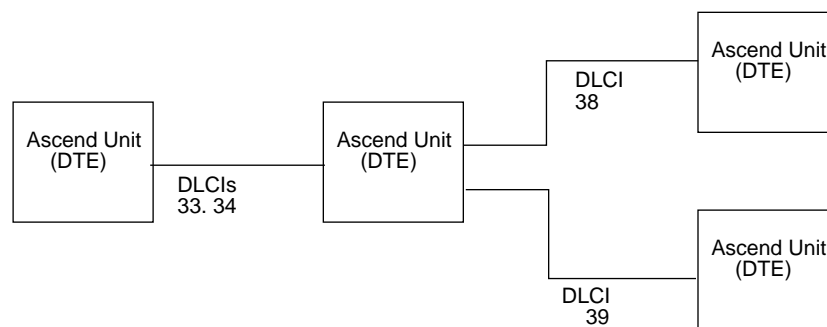 Ascend Unit
(DTE)
DLCIs
33. 34
Ascend Unit
(DTE)
DLCI
38
Ascend Unit
(DTE)
DLCI
39
Ascend Unit
(DTE)